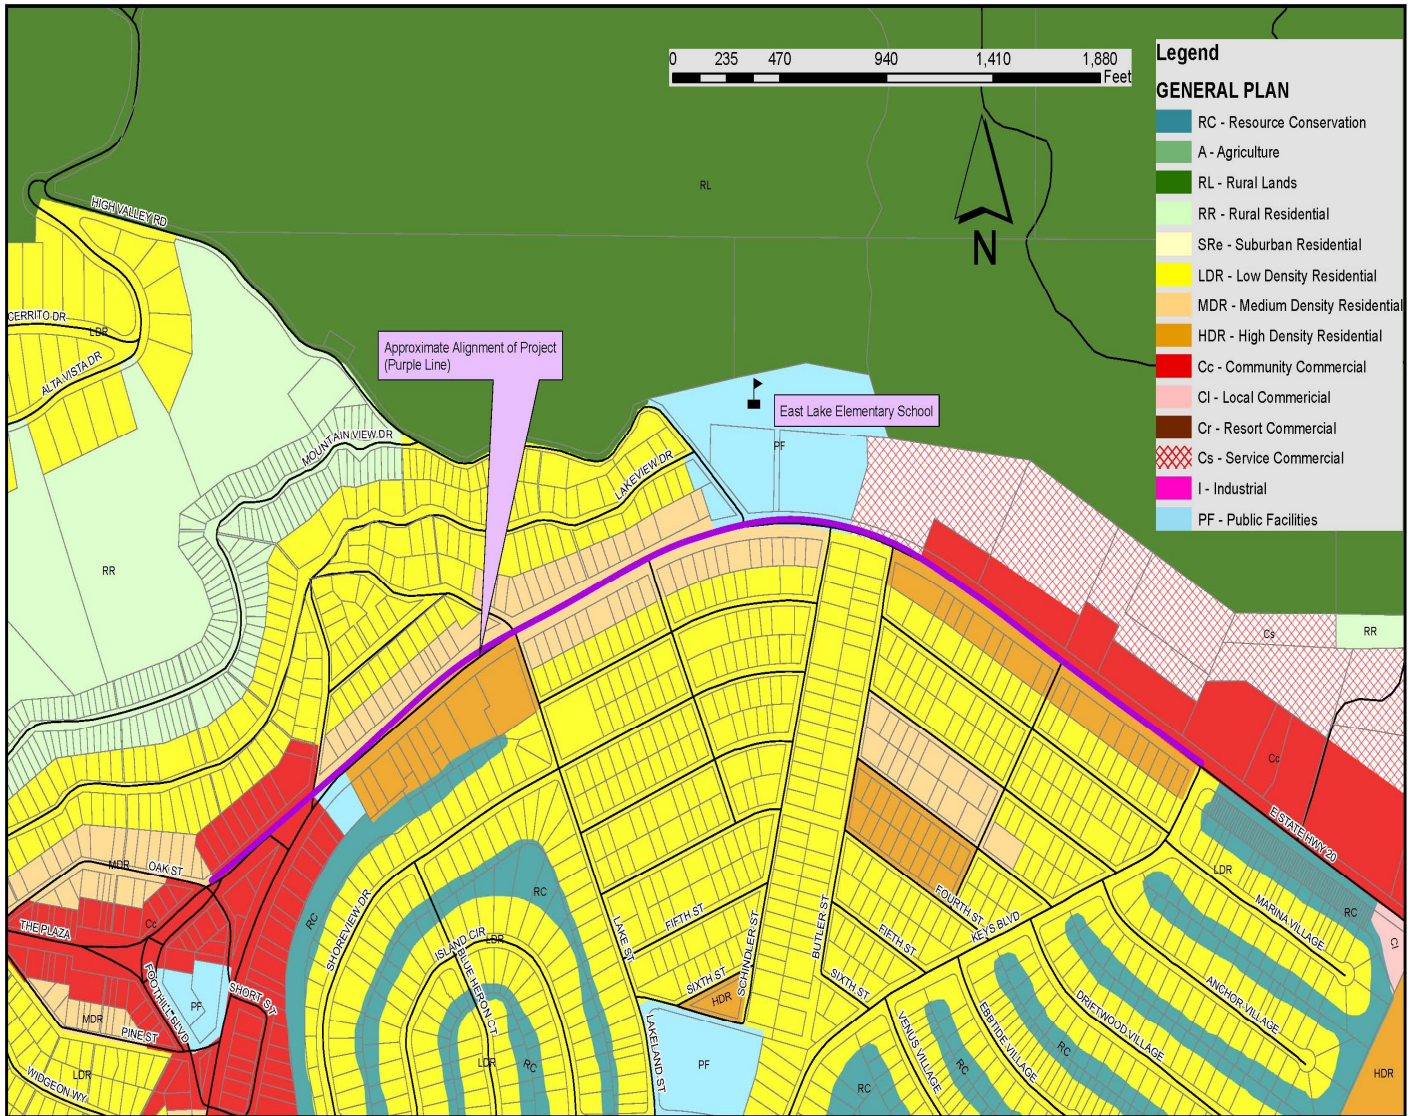 0 235 470 940 1,410 1,880
Feet
Legend
GENERAL PLAN
RC - Resource Conservation
A - Agriculture
RL - Rural Lands
RR - Rural Residential
SRe - Suburban Residential
LDR - Low Density Residential
MDR - Medium Density Residential
HDR - High Density Residential
Cc - Community Commercial
Cl - Local Commericial
Cr - Resort Commercial
Cs - Service Commercial
I - Industrial
PF - Public Facilities
N
RL
HIGH VALLEY RD
CERRITO DR
LDR
ALTA VISTA DR
Approximate Alignment of Project
(Purple Line)
East Lake Elementary School
PF
MOUNTAIN VIEW DR
LAKEVIEW DR
RR
Cs
RR
Cc
E STATE HWY 20
MDR
OAK ST
THE PLAZA
Cc
FOOTHILL BLVD
PF
SHORT ST
MDR
PINE ST
LDR
WIDGEON WY
RC
SHOREVIEW DR
ISLAND CIR
LDR
BLUE HERON CT
RC
LDR
RC
LAKE ST
FIFTH ST
SIXTH ST
HDR
SCHINDLER ST
LAKELAND ST
PF
BUTLER ST
FOURTH ST
FIFTH ST
KEYS BLVD
SIXTH ST
LDR
MARINA VILLAGE
RC
Cl
ANCHOR VILLAGE
DRIFTWOOD VILLAGE
EBBTIDE VILLAGE
VENUS VILLAGE
RC
RC
RC
HDR